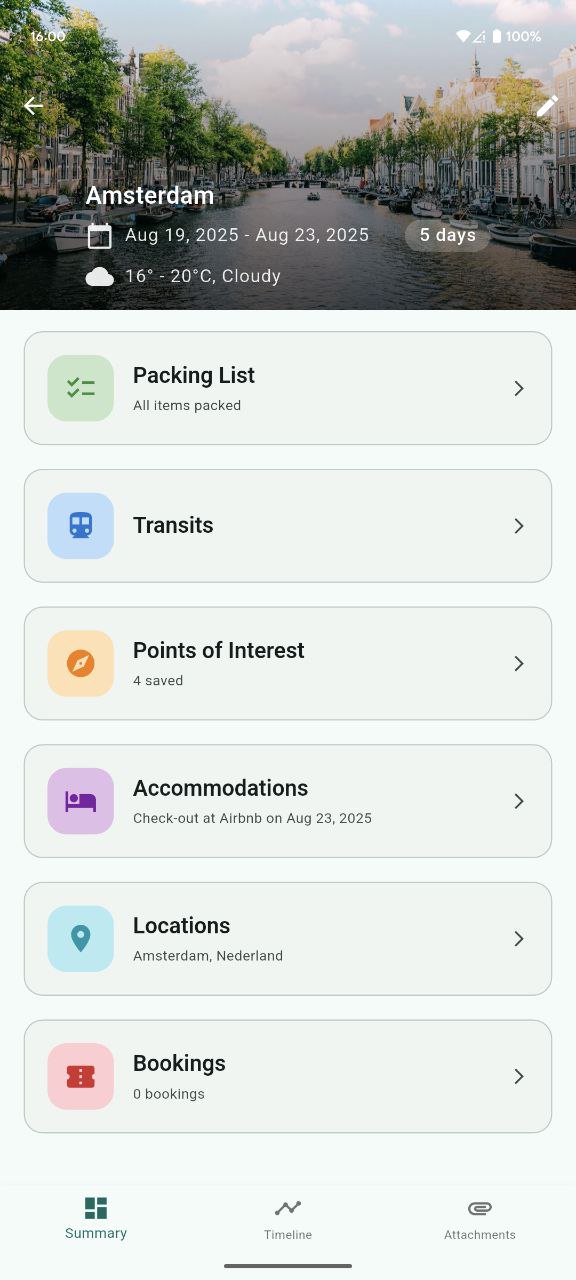 16:00 100%
Amsterdam
Aug 19, 2025 - Aug 23, 2025 5 days
16° - 20°C, Cloudy
Packing List
All items packed
Transits
Points of Interest
4 saved
Accommodations
Check-out at Airbnb on Aug 23, 2025
Locations
Amsterdam, Nederland
Bookings
0 bookings
Summary Timeline Attachments